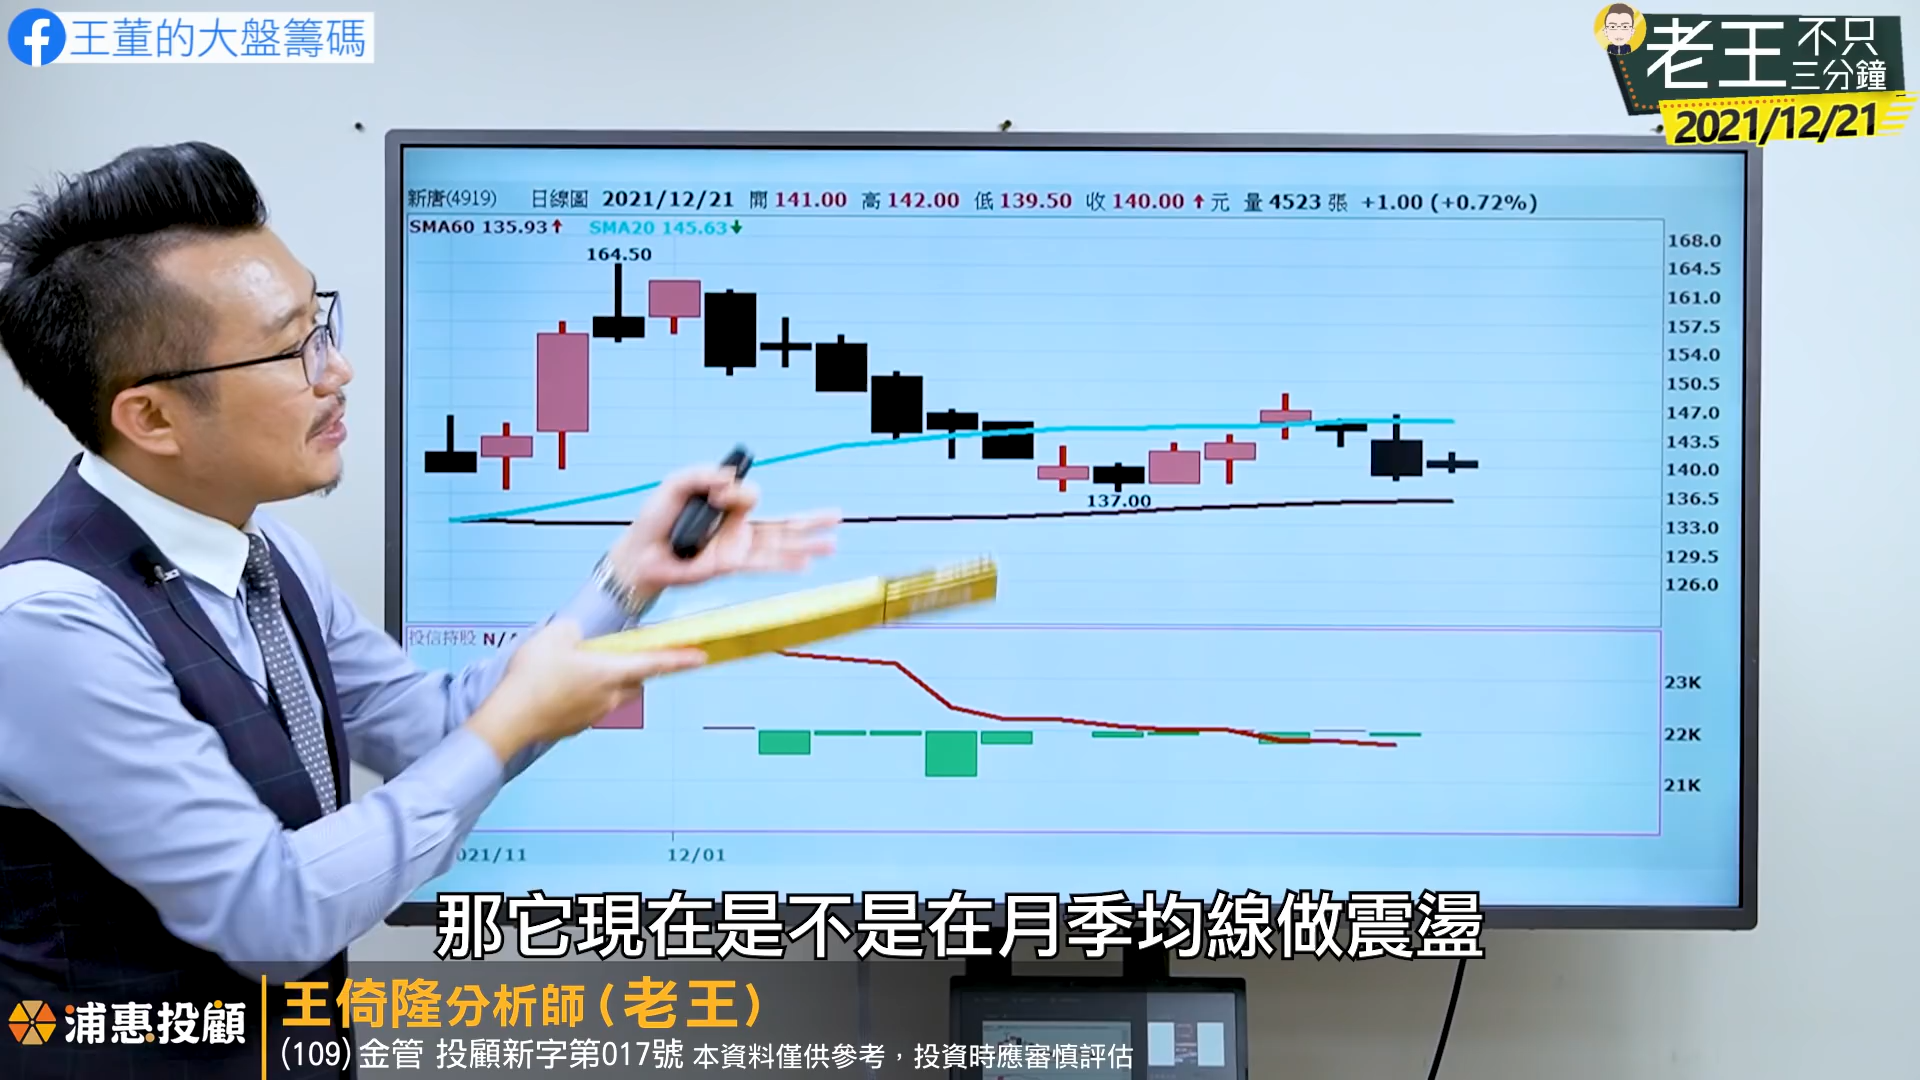 王董的大盤籌碼
老王不只三分鐘
2021/12/21
新唐(4919) 日線圖 2021/12/21 開 141.00 高 142.00 低 139.50 收 140.00 ↑ 元 量 4523 張 +1.00 (+0.72%)
SMA60 135.93↑ SMA20 145.63↓
164.50
137.00
168.0
164.5
161.0
157.5
154.0
150.5
147.0
143.5
140.0
136.5
133.0
129.5
126.0
投信持股 N/
23K
22K
21K
021/11 12/01
那它現在是不是在月季均線做震盪
浦惠投顧
王倚隆分析師(老王)
(109)金管 投顧新字第017號 本資料僅供參考，投資時應審慎評估